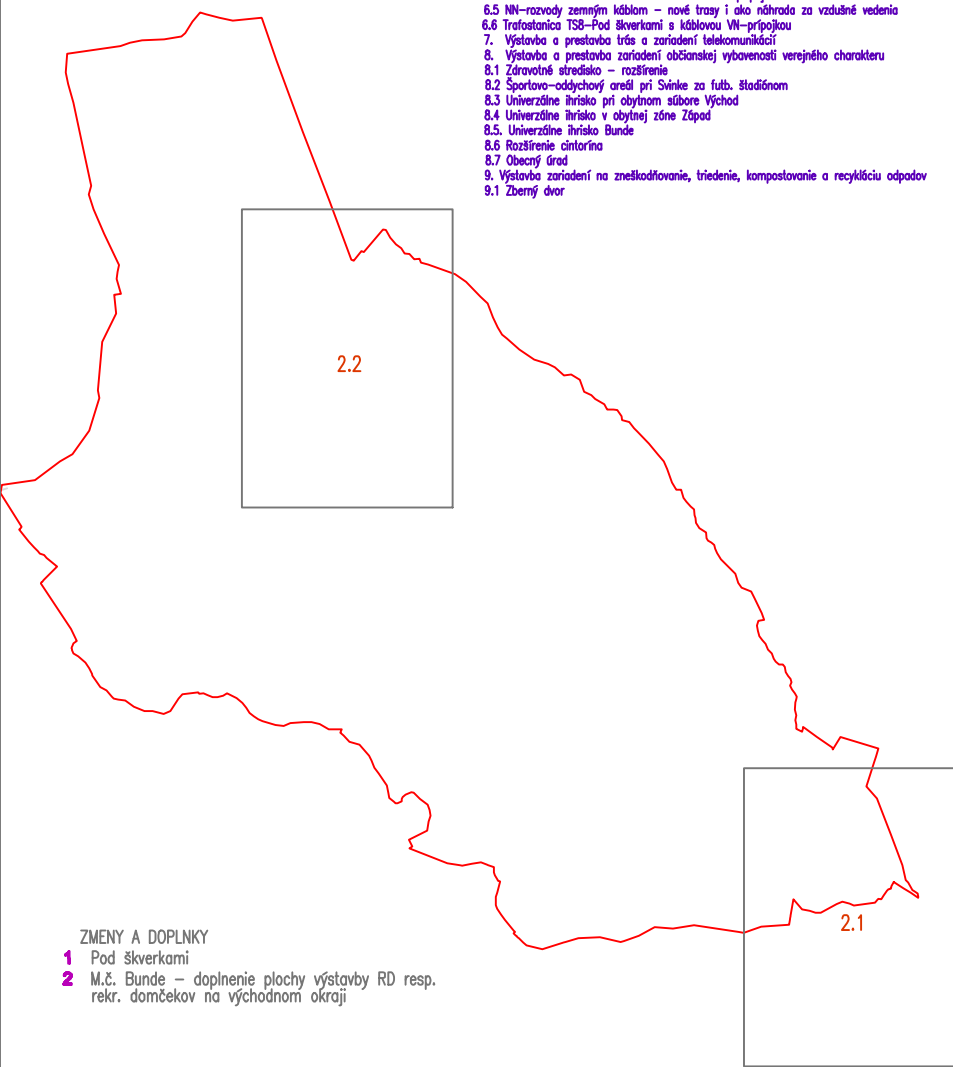 6.5 NN-rozvody zemným káblom – nové trasy i ako náhrada za vzdušné vedenia
6.6 Trafostanica TS8-Pod škverkami s káblovou VN-prípojkou
7. Výstavba a prestavba trás a zariadení telekomunikácií
8. Výstavba a prestavba zariadení občianskej vybavenosti verejného charakteru
8.1 Zdravotné stredisko – rozšírenie
8.2 Športovo-oddychový areál pri Svinke za futb. štadiónom
8.3 Univerzálne ihrisko pri obytnom súbore Východ
8.4 Univerzálne ihrisko v obytnej zóne Západ
8.5. Univerzálne ihrisko Bunde
8.6 Rozšírenie cintorína
8.7 Obecný úrad
9. Výstavba zariadení na zneškodňovanie, triedenie, kompostovanie a recykláciu odpadov
9.1 Zberný dvor
2.2
2.1
ZMENY A DOPLNKY
1 Pod škverkami
2 M.č. Bunde – doplnenie plochy výstavby RD resp.
rekr. domčekov na východnom okraji